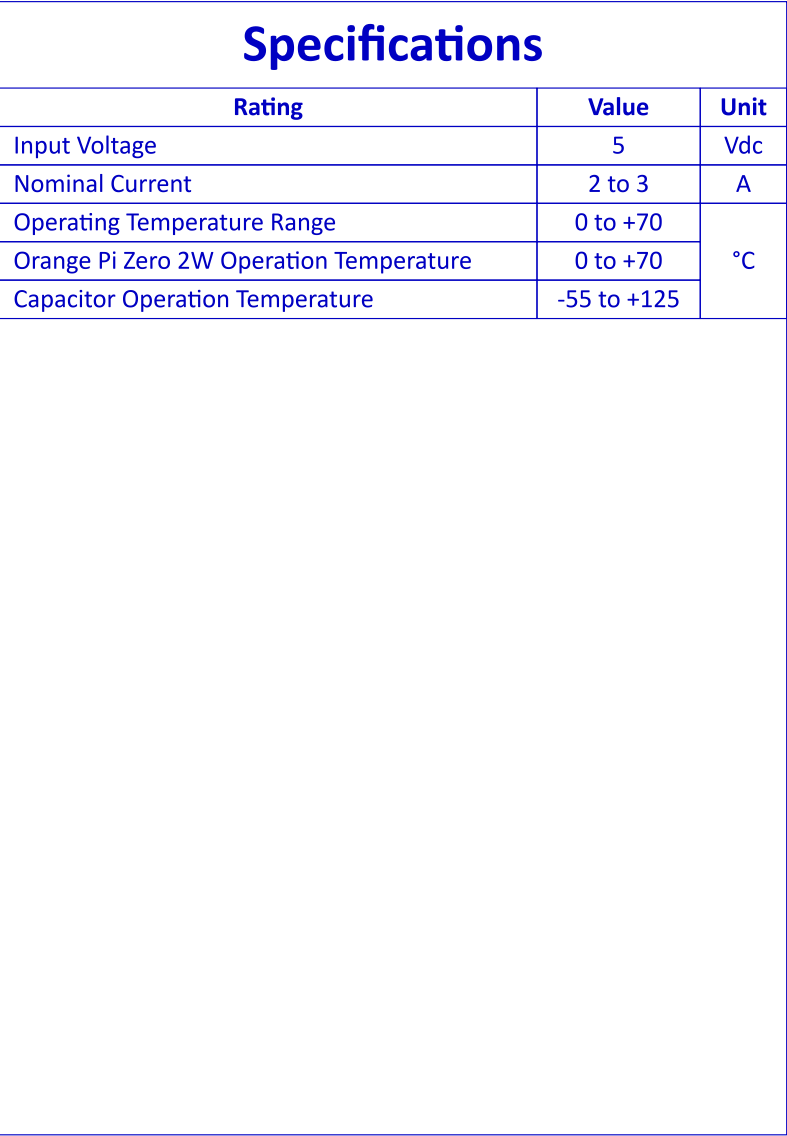 Specifications
Rating Value Unit
Input Voltage 5 Vdc
Nominal Current 2 to 3 A
Operating Temperature Range 0 to +70
Orange Pi Zero 2W Operation Temperature 0 to +70 °C
Capacitor Operation Temperature -55 to +125